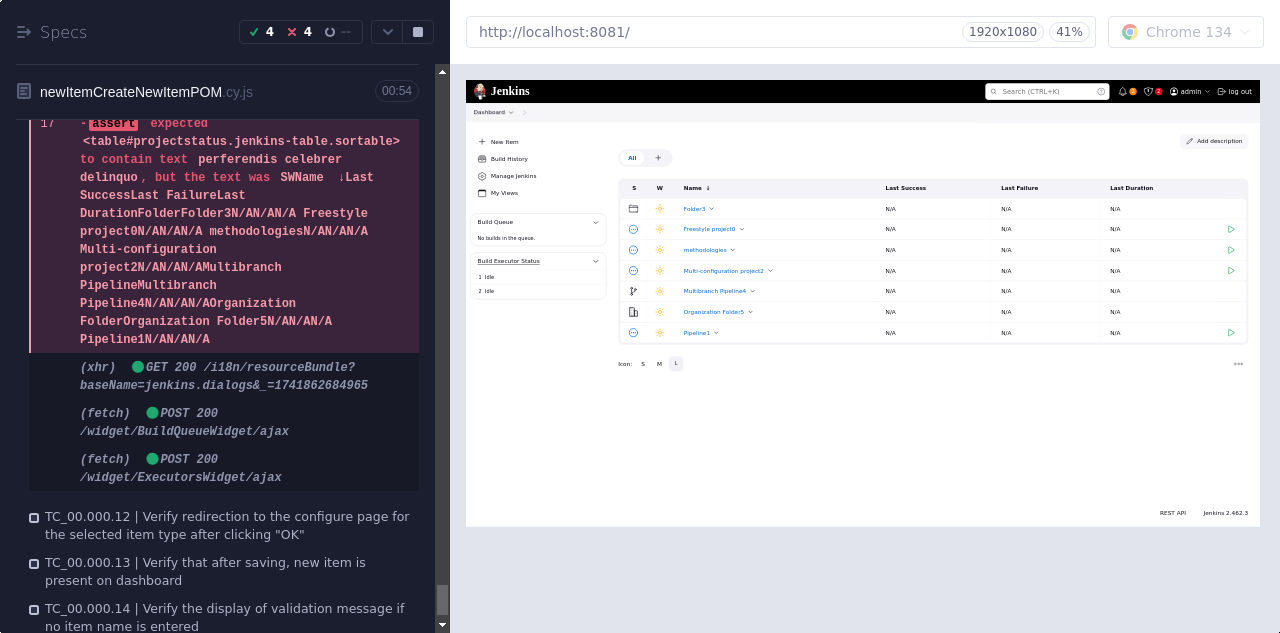 Specs
4
4
--
newItemCreateNewItemPOM.cy.js
00:54
17
-assert expected
<table#projectstatus.jenkins-table.sortable>
to contain text perferendis celebrer
delinquo, but the text was SWName ↓Last
SuccessLast FailureLast
DurationFolderFolder3N/AN/AN/A Freestyle
project0N/AN/A/A methodologiesN/AN/AN/A
Multi-configuration
project2N/AN/AN/AMultibranch
PipelineMultibranch
Pipeline4N/AN/AN/AOrganization
FolderOrganization Folder5N/AN/AN/A
Pipeline1N/AN/AN/A
(xhr) GET 200 /i18n/resourceBundle?
baseName=jenkins.dialogs&_=1741862684965
(fetch) POST 200
/widget/BuildQueueWidget/ajax
(fetch) POST 200
/widget/ExecutorsWidget/ajax
TC_00.000.12 | Verify redirection to the configure page for
the selected item type after clicking "OK"
TC_00.000.13 | Verify that after saving, new item is
present on dashboard
TC_00.000.14 | Verify the display of validation message if
no item name is entered
http://localhost:8081/
1920x1080
41%
Chrome 134
Jenkins
Search (CTRL+K)
2
2
admin
log out
Dashboard
New Item
Build History
Manage Jenkins
My Views
Build Queue
No builds in the queue.
Build Executor Status
1 Idle
2 Idle
Add description
All +
S W Name ↓ Last Success Last Failure Last Duration
Folder3 N/A N/A N/A
Freestyle project0 N/A N/A N/A
methodologies N/A N/A N/A
Multi-configuration project2 N/A N/A N/A
Multibranch Pipeline4 N/A N/A N/A
Organization Folder5 N/A N/A N/A
Pipeline1 N/A N/A N/A
Icon: S M L
REST API
Jenkins 2.462.3